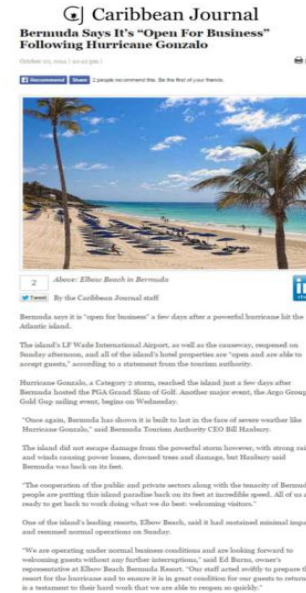 Caribbean Journal
Bermuda Says It's "Open For Business"
Following Hurricane Gonzalo
Recommend Share 2 people recommend this. Be the first of your friends.
2
Above: Elbow Beach in Bermuda
Tweet By the Caribbean Journal staff
Bermuda says it is "open for business" a few days after a powerful hurricane hit the
Atlantic island.
The island's LF Wade International Airport, as well as the causeway, reopened on
Sunday afternoon, and all of the island's hotel properties are "open and are able to
accept guests," according to a statement from the tourism authority.
Hurricane Gonzalo, a Category 2 storm, reached the island just a few days after
Bermuda hosted the PGA Grand Slam of Golf. Another major event, the Argo Group
Gold Cup sailing event, begins on Wednesday.
"Once again, Bermuda has shown it is built to last in the face of severe weather like
Hurricane Gonzalo," said Bermuda Tourism Authority CEO Bill Hanbury.
The island did not escape damage from the powerful storm however, with strong rain
and winds causing power losses, downed trees and damage, but Hanbury said
Bermuda was back on its feet.
"The cooperation of the public and private sectors along with the tenacity of Bermud
people are putting this island paradise back on its feet at incredible speed. All of us a
ready to get back to work doing what we do best: welcoming visitors."
One of the island's leading resorts, Elbow Beach, said it had sustained minimal impa
and resumed normal operations on Sunday.
"We are operating under normal business conditions and are looking forward to
welcoming guests without any further interruptions," said Ed Burns, owner's
representative at Elbow Beach Bermuda Resort. "Our staff acted swiftly to prepare th
resort for the hurricane and to ensure it is in great condition for our guests to return
is a testament to their hard work that we are able to reopen so quickly."